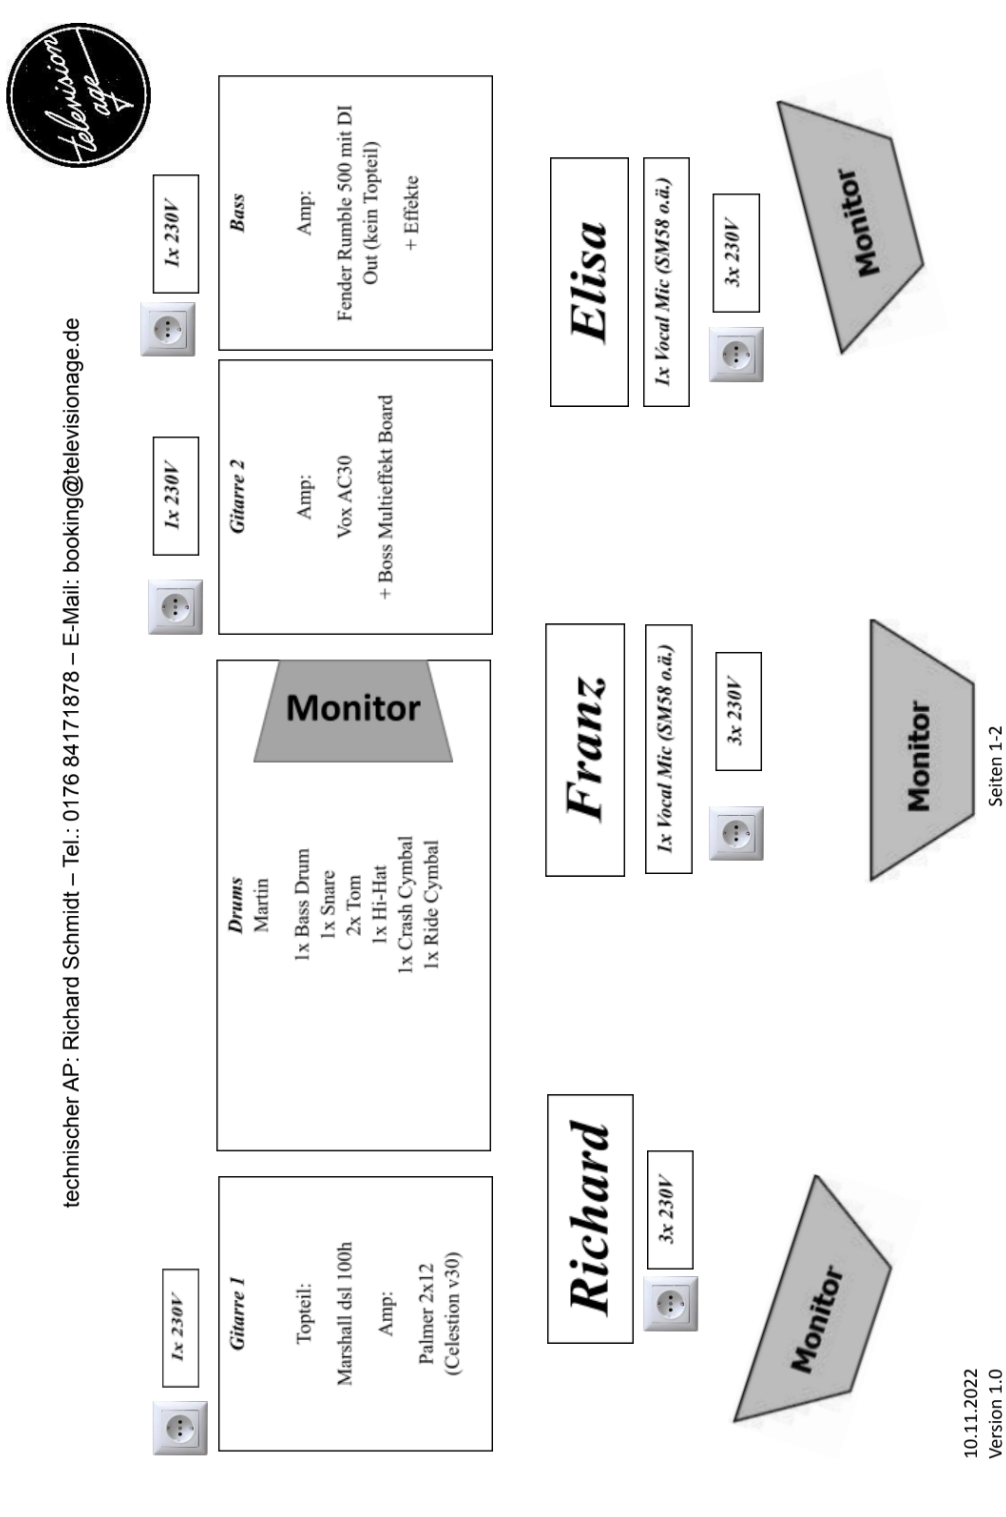 television
age
technischer AP: Richard Schmidt – Tel.: 0176 84171878 – E-Mail: booking@televisionage.de
1x 230V
1x 230V
1x 230V
Gitarre 1
Topteil:
Marshall dsl 100h
Amp:
Palmer 2x12
(Celestion v30)
Drums
Martin
1x Bass Drum
1x Snare
2x Tom
1x Hi-Hat
1x Crash Cymbal
1x Ride Cymbal
Monitor
Gitarre 2
Amp:
Vox AC30
+ Boss Multieffekt Board
Bass
Amp:
Fender Rumble 500 mit DI
Out (kein Topteil)
+ Effekte
Richard
3x 230V
Monitor
Franz
1x Vocal Mic (SM58 o.ä.)
3x 230V
Monitor
Elisa
1x Vocal Mic (SM58 o.ä.)
3x 230V
Monitor
10.11.2022
Version 1.0
Seiten 1-2